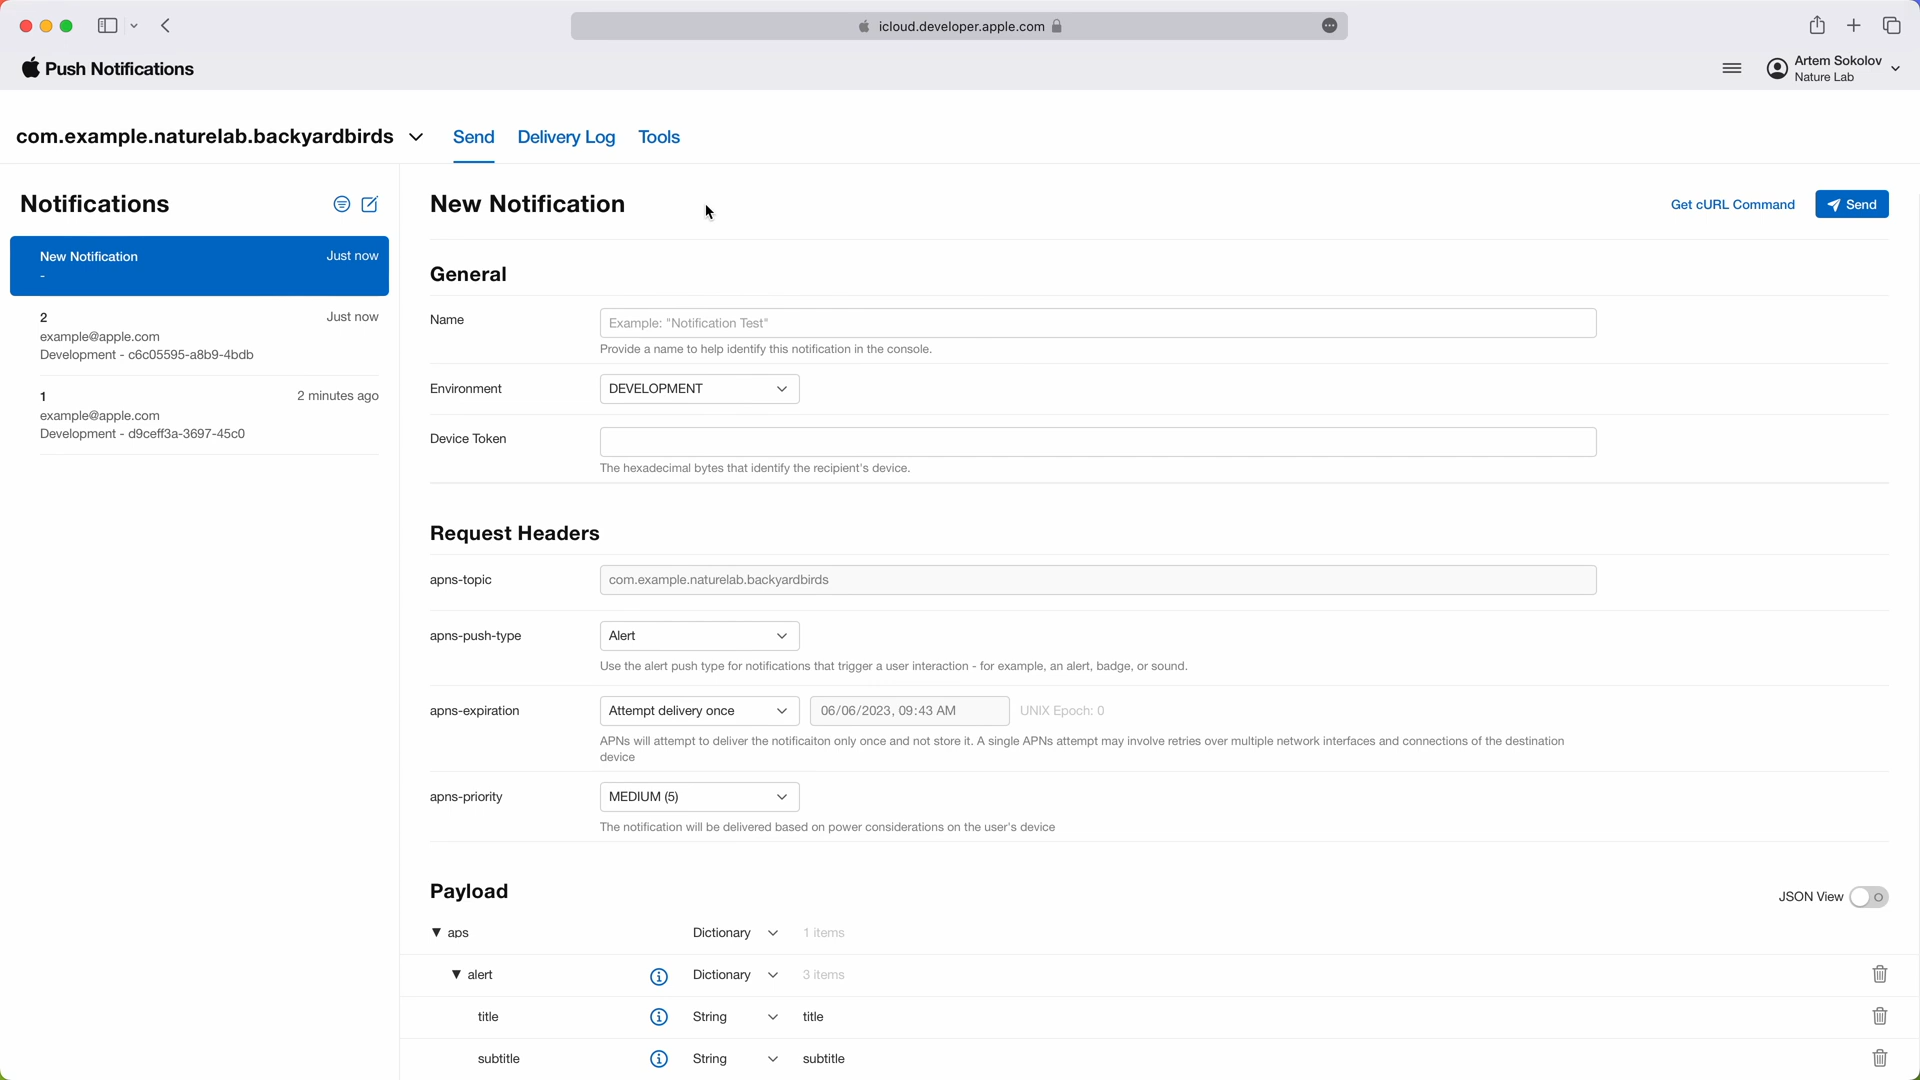 icloud.developer.apple.com
Push Notifications
Artem Sokolov
Nature Lab
com.example.naturelab.backyardbirds
Send
Delivery Log
Tools
Notifications
New Notification
Just now
-
2
Just now
example@apple.com
Development - c6c05595-a8b9-4bdb
1
2 minutes ago
example@apple.com
Development - d9ceff3a-3697-45c0
New Notification
Get cURL Command
Send
General
Name
Example: "Notification Test"
Provide a name to help identify this notification in the console.
Environment
DEVELOPMENT
Device Token
The hexadecimal bytes that identify the recipient's device.
Request Headers
apns-topic
com.example.naturelab.backyardbirds
apns-push-type
Alert
Use the alert push type for notifications that trigger a user interaction - for example, an alert, badge, or sound.
apns-expiration
Attempt delivery once
06/06/2023, 09:43 AM
UNIX Epoch: 0
APNs will attempt to deliver the notificaiton only once and not store it. A single APNs attempt may involve retries over multiple network interfaces and connections of the destination
device
apns-priority
MEDIUM (5)
The notification will be delivered based on power considerations on the user's device
Payload
JSON View
aps
Dictionary
1 items
alert
Dictionary
3 items
title
String
title
subtitle
String
subtitle